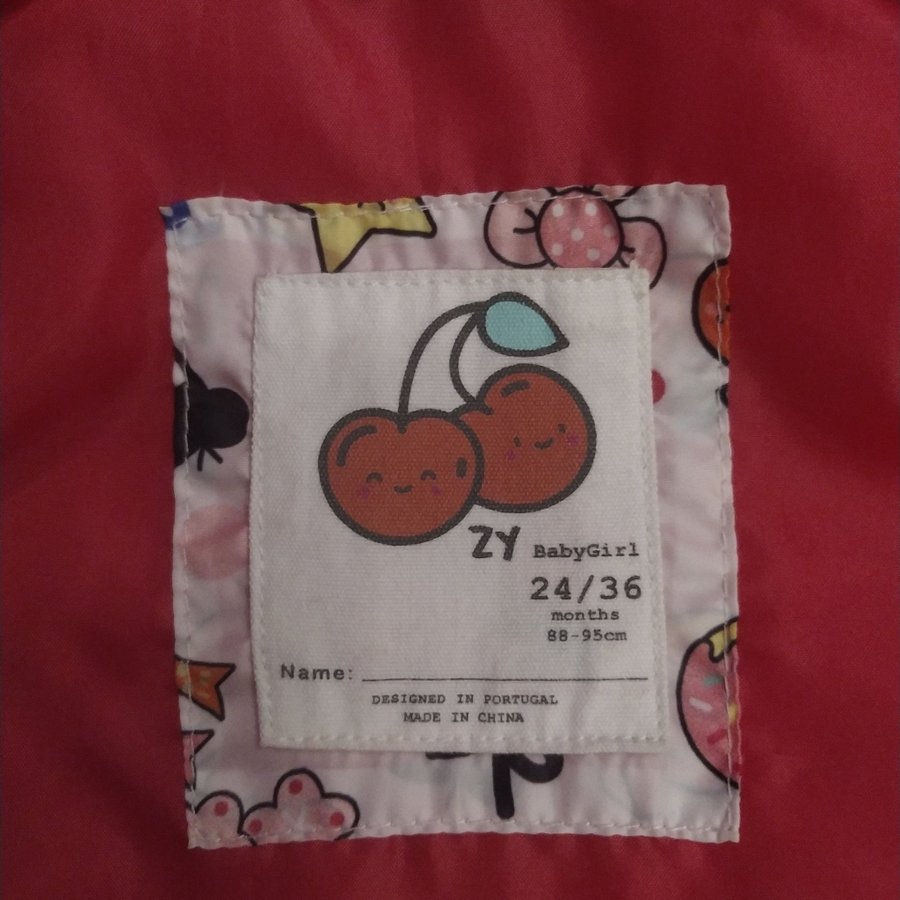 ZY BabyGirl
24/36
months
88-95cm
Name:
DESIGNED IN PORTUGAL
MADE IN CHINA